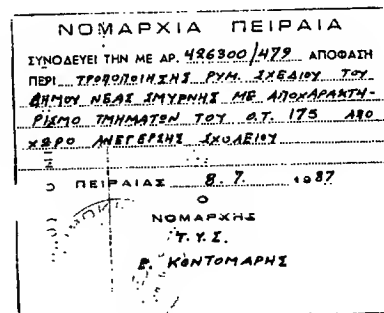 ΝΟΜΑΡΧΙΑ ΠΕΙΡΑΙΑ
ΣΥΝΟΔΕΥΕΙ ΤΗΝ ΜΕ ΑΡ. 426300/479 ΑΠΟΦΑΣΗ
ΠΕΡΙ ΤΡΟΠΟΠΟΙΗΣΗΣ ΡΥΜ. ΣΧΕΔΙΟΥ ΤΟΥ
ΔΗΜΟΥ ΝΕΑΣ ΣΜΥΡΝΗΣ ΜΕ ΑΠΟΧΑΡΑΚΤΗ-
ΡΙΣΜΟ ΤΜΗΜΑΤΩΝ ΤΟΥ Ο.Τ. 175 ΑΠΟ
ΧΩΡΟ ΑΝΕΓΕΡΣΗΣ ΣΧΟΛΕΙΟΥ
ΠΕΙΡΑΙΑΣ 8.7. 1987
Ο
ΝΟΜΑΡΧΗΣ
Τ.Υ.Σ.
Β. ΚΟΝΤΟΜΑΡΗΣ